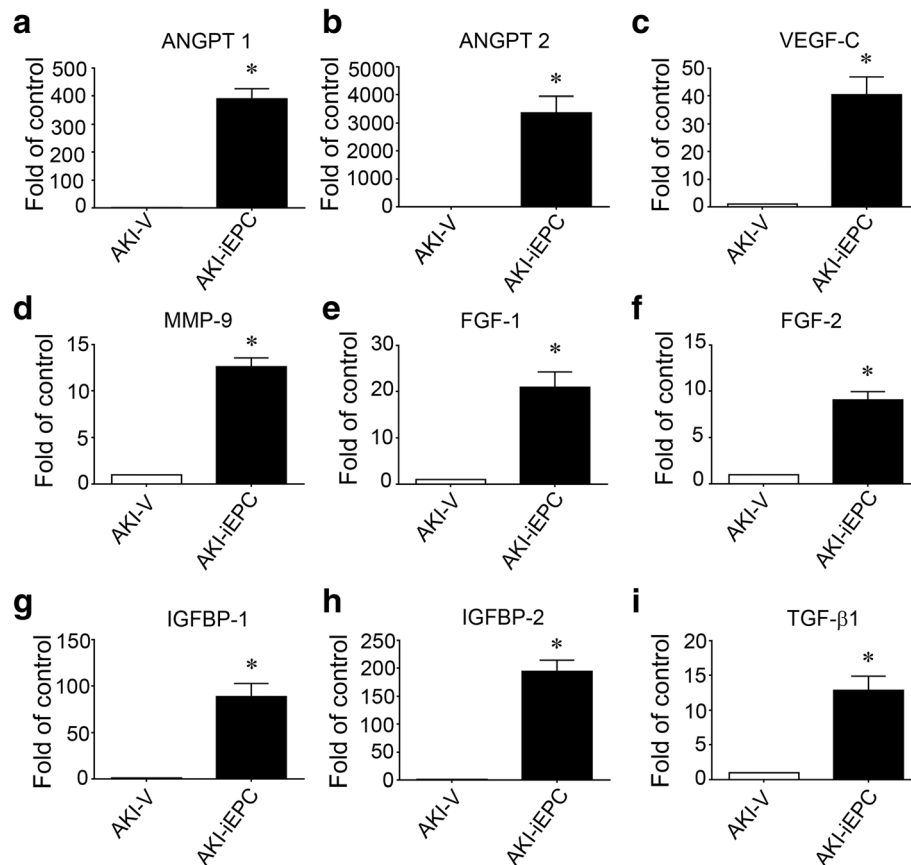 a
ANGPT 1
Fold of control
500
400
300
200
100
0
*
AKI-V
AKI-iEPC
b
ANGPT 2
Fold of control
5000
4000
3000
2000
1000
0
*
AKI-V
AKI-iEPC
c
VEGF-C
Fold of control
50
40
30
20
10
0
*
AKI-V
AKI-iEPC
d
MMP-9
Fold of control
15
10
5
0
*
AKI-V
AKI-iEPC
e
FGF-1
Fold of control
30
20
10
0
*
AKI-V
AKI-iEPC
f
FGF-2
Fold of control
15
10
5
0
*
AKI-V
AKI-iEPC
g
IGFBP-1
Fold of control
150
100
50
0
*
AKI-V
AKI-iEPC
h
IGFBP-2
Fold of control
250
200
150
100
50
0
*
AKI-V
AKI-iEPC
i
TGF-β1
Fold of control
20
15
10
5
0
*
AKI-V
AKI-iEPC